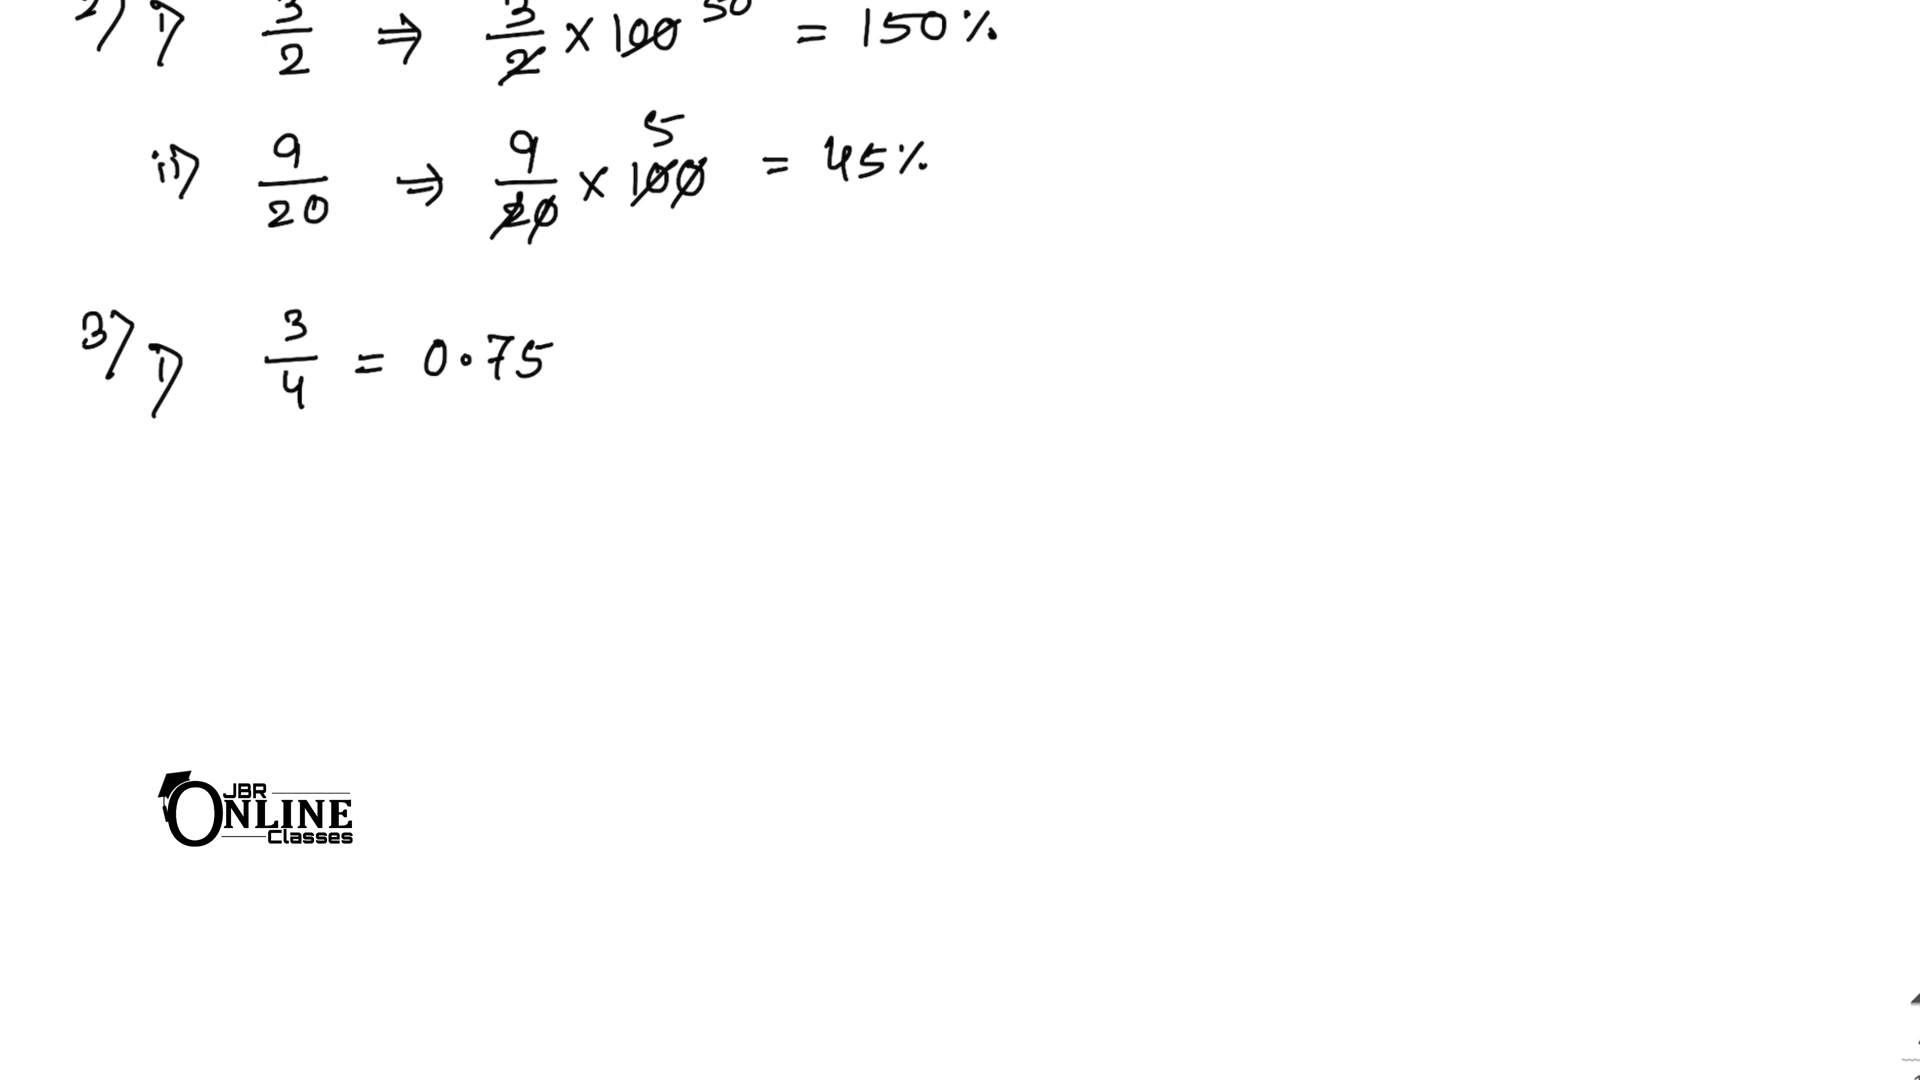 2) i) 3/2 ⇒ 3/2 × 100 50 = 150 %
5
ii) 9/20 ⇒ 9/20 × 100 = 45 %
3) i) 3/4 = 0.75
JBR
ONLINE
Classes